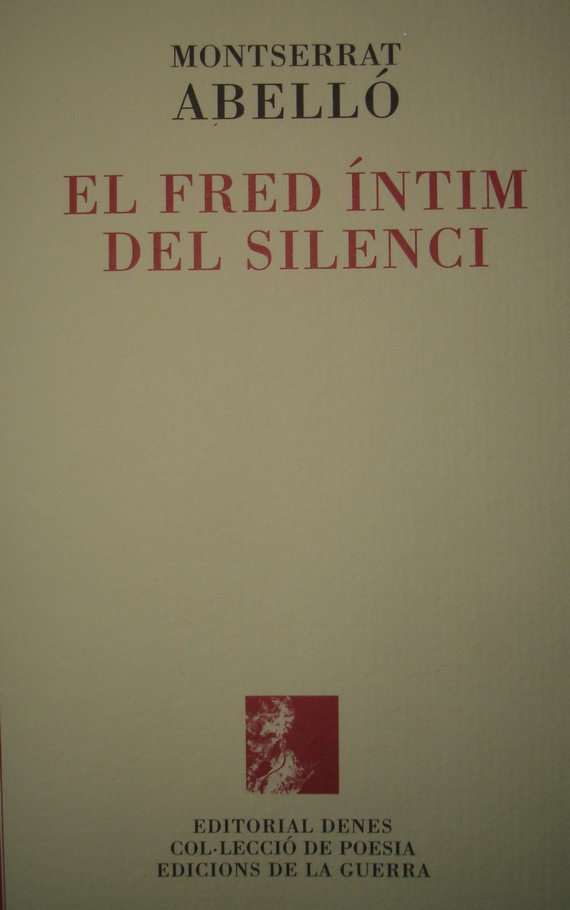 MONTSERRAT
ABELLÓ
EL FRED ÍNTIM
DEL SILENCI
EDITORIAL DENES
COL·LECCIÓ DE POESIA
EDICIONS DE LA GUERRA